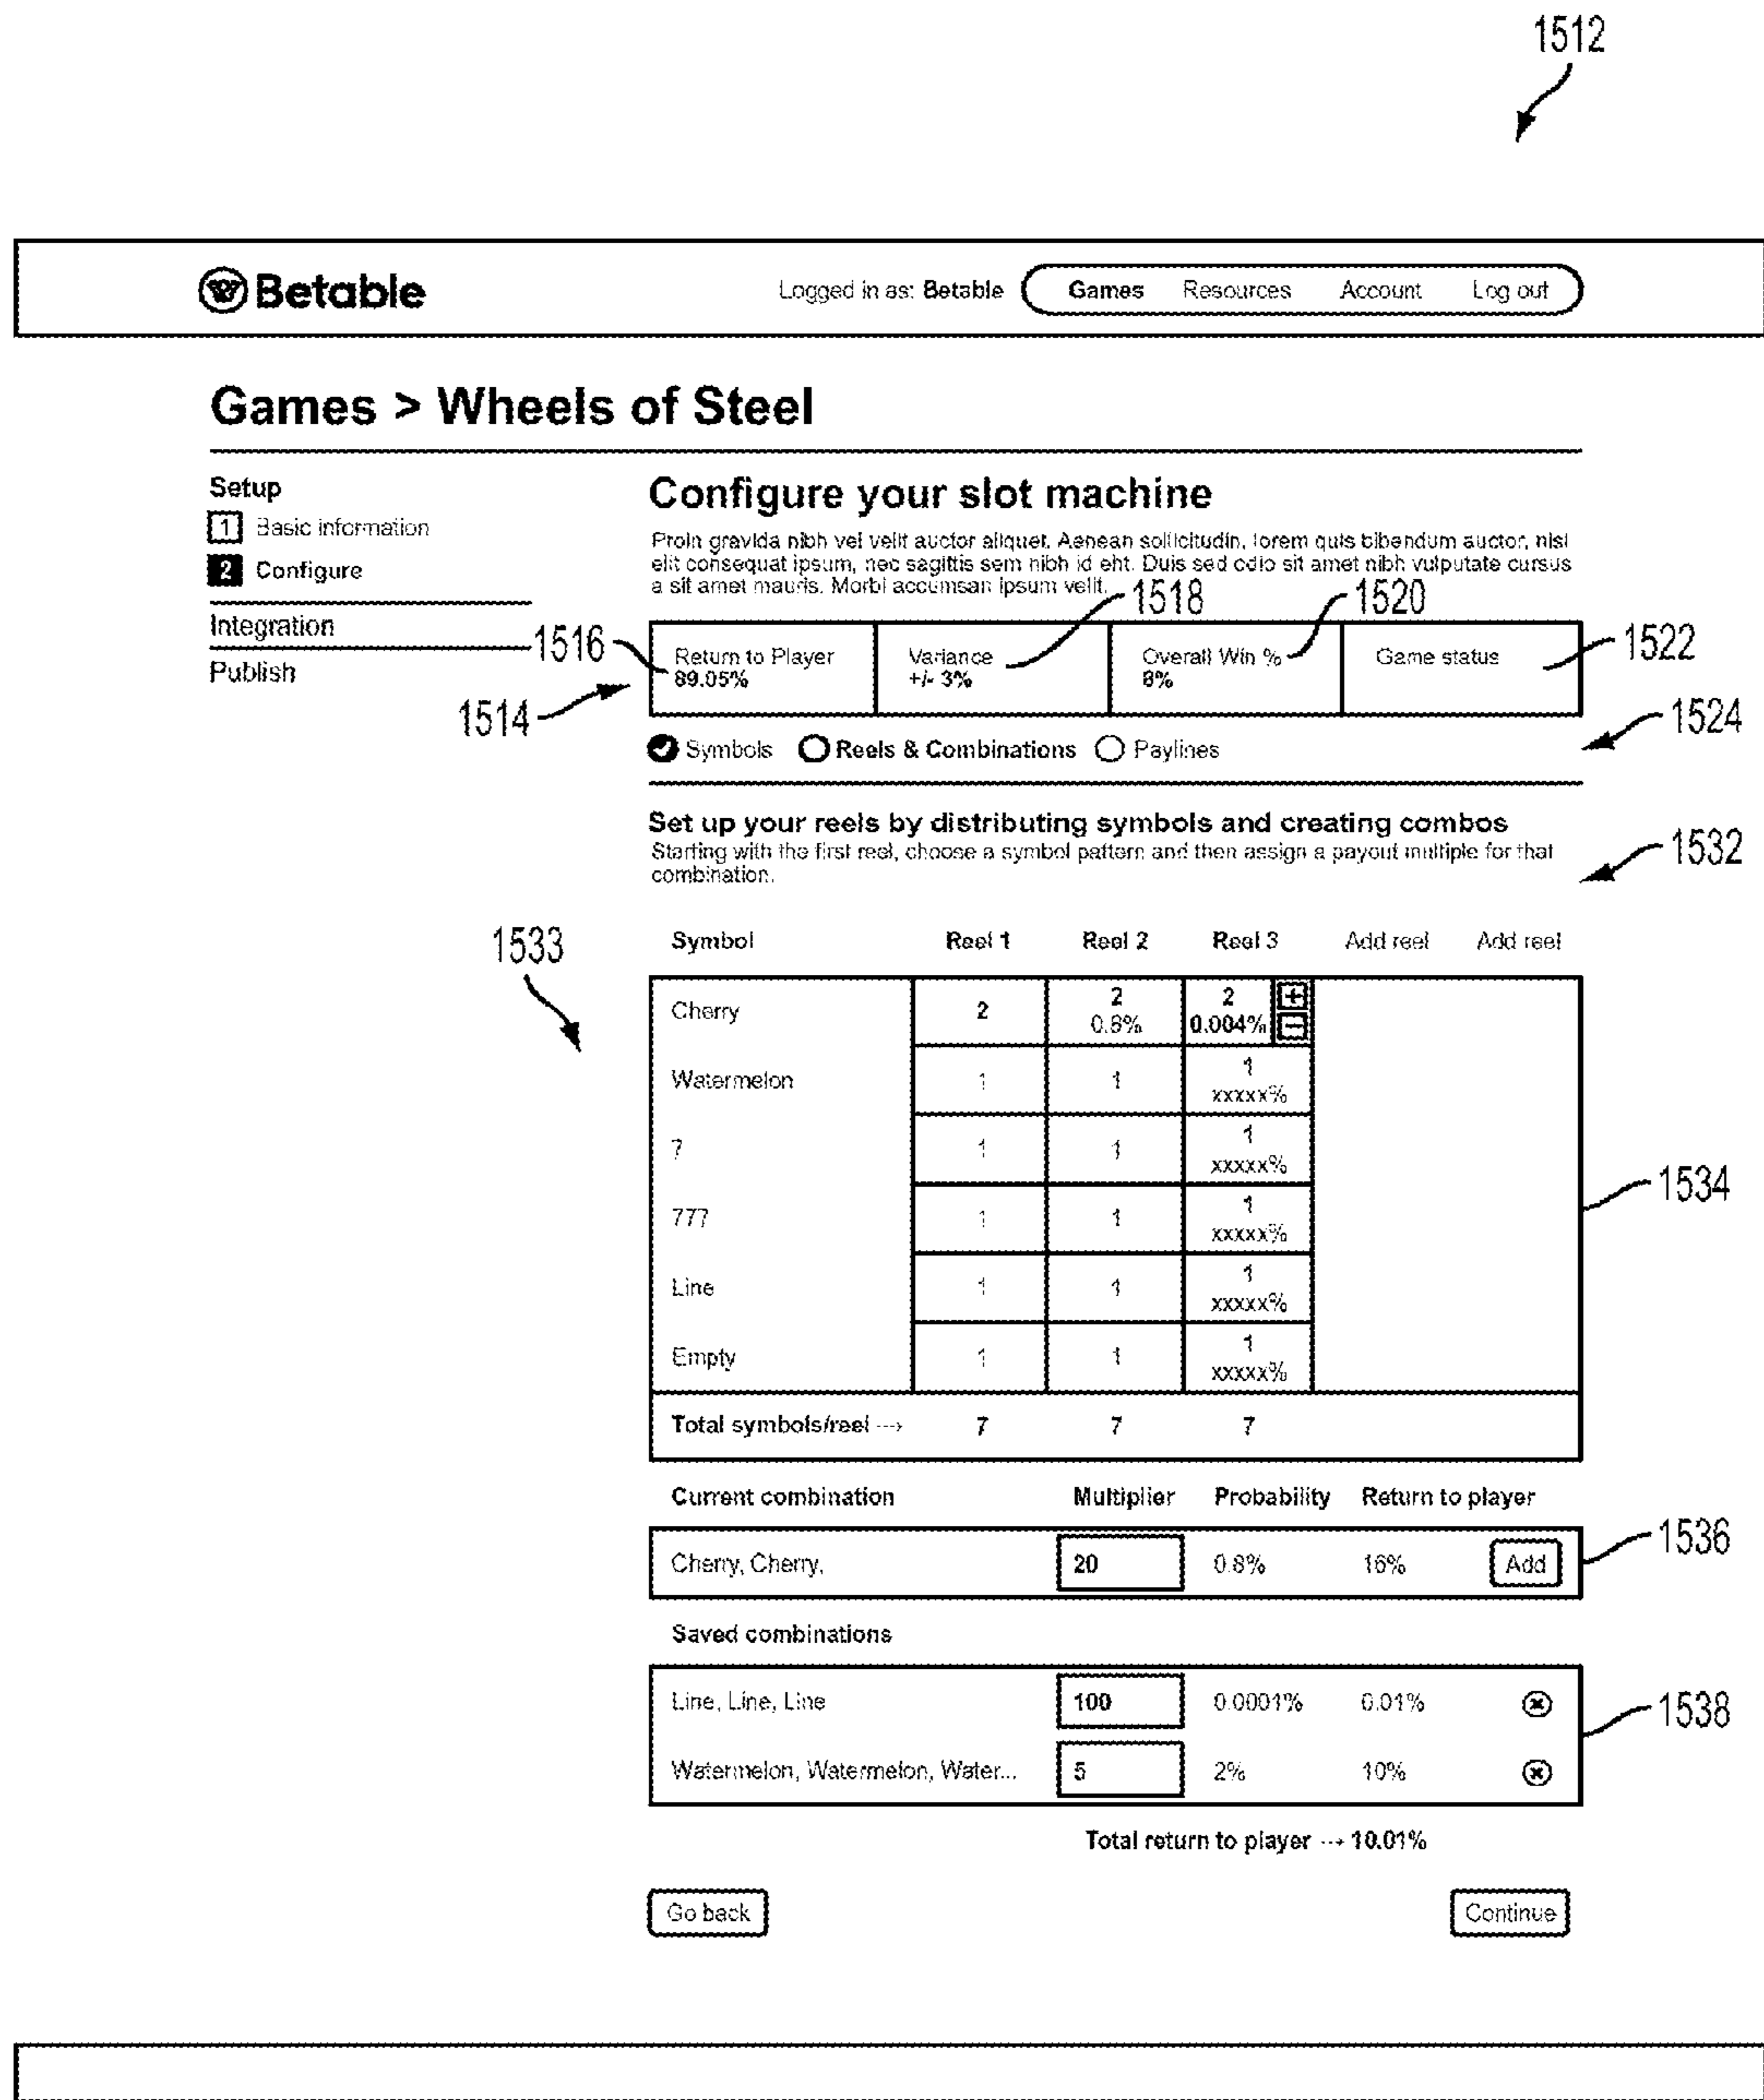 1512
Betable Logged in as: Betable Games Resources Account Log out
Games > Wheels of Steel
Setup
1 Basic information
2 Configure
Integration
Publish
Configure your slot machine
Proin gravida nibh vel velit auctor aliquet. Aenean sollicitudin, lorem quis bibendum auctor, nisi
elit consequat ipsum, nec sagittis sem nibh id elit. Duis sed odio sit amet nibh vulputate cursus
a sit amet mauris. Morbi accumsan ipsum velit.
1518 1520
1516 1522
1514
Return to Player Variance Overall Win % Game status
89.05% +/- 3% 8%
1524
Symbols Reels & Combinations Paylines
Set up your reels by distributing symbols and creating combos
Starting with the first reel, choose a symbol pattern and then assign a payout multiple for that
combination.
1532
1533
Symbol Reel 1 Reel 2 Reel 3 Add reel Add reel
Cherry 2 2 2 +
0.8% 0.004% −
Watermelon 1 1 1
xxxxx%
7 1 1 1
xxxxx%
1534
777 1 1 1
xxxxx%
Line 1 1 1
xxxxx%
Empty 1 1 1
xxxxx%
Total symbols/reel ---> 7 7 7
Current combination Multiplier Probability Return to player
Cherry, Cherry, 20 0.8% 16% Add
1536
Saved combinations
Line, Line, Line 100 0.0001% 0.01%
1538
Watermelon, Watermelon, Water... 5 2% 10%
Total return to player --→ 10.01%
Go back Continue